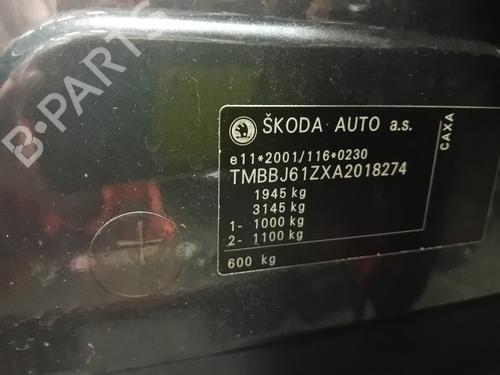 B-PARTS
ŠKODA AUTO a.s.
CAXA
e11*2001/116*0230
TMBBJ61ZXA2018274
1945 kg
3145 kg
1- 1000 kg
2- 1100 kg
600 kg